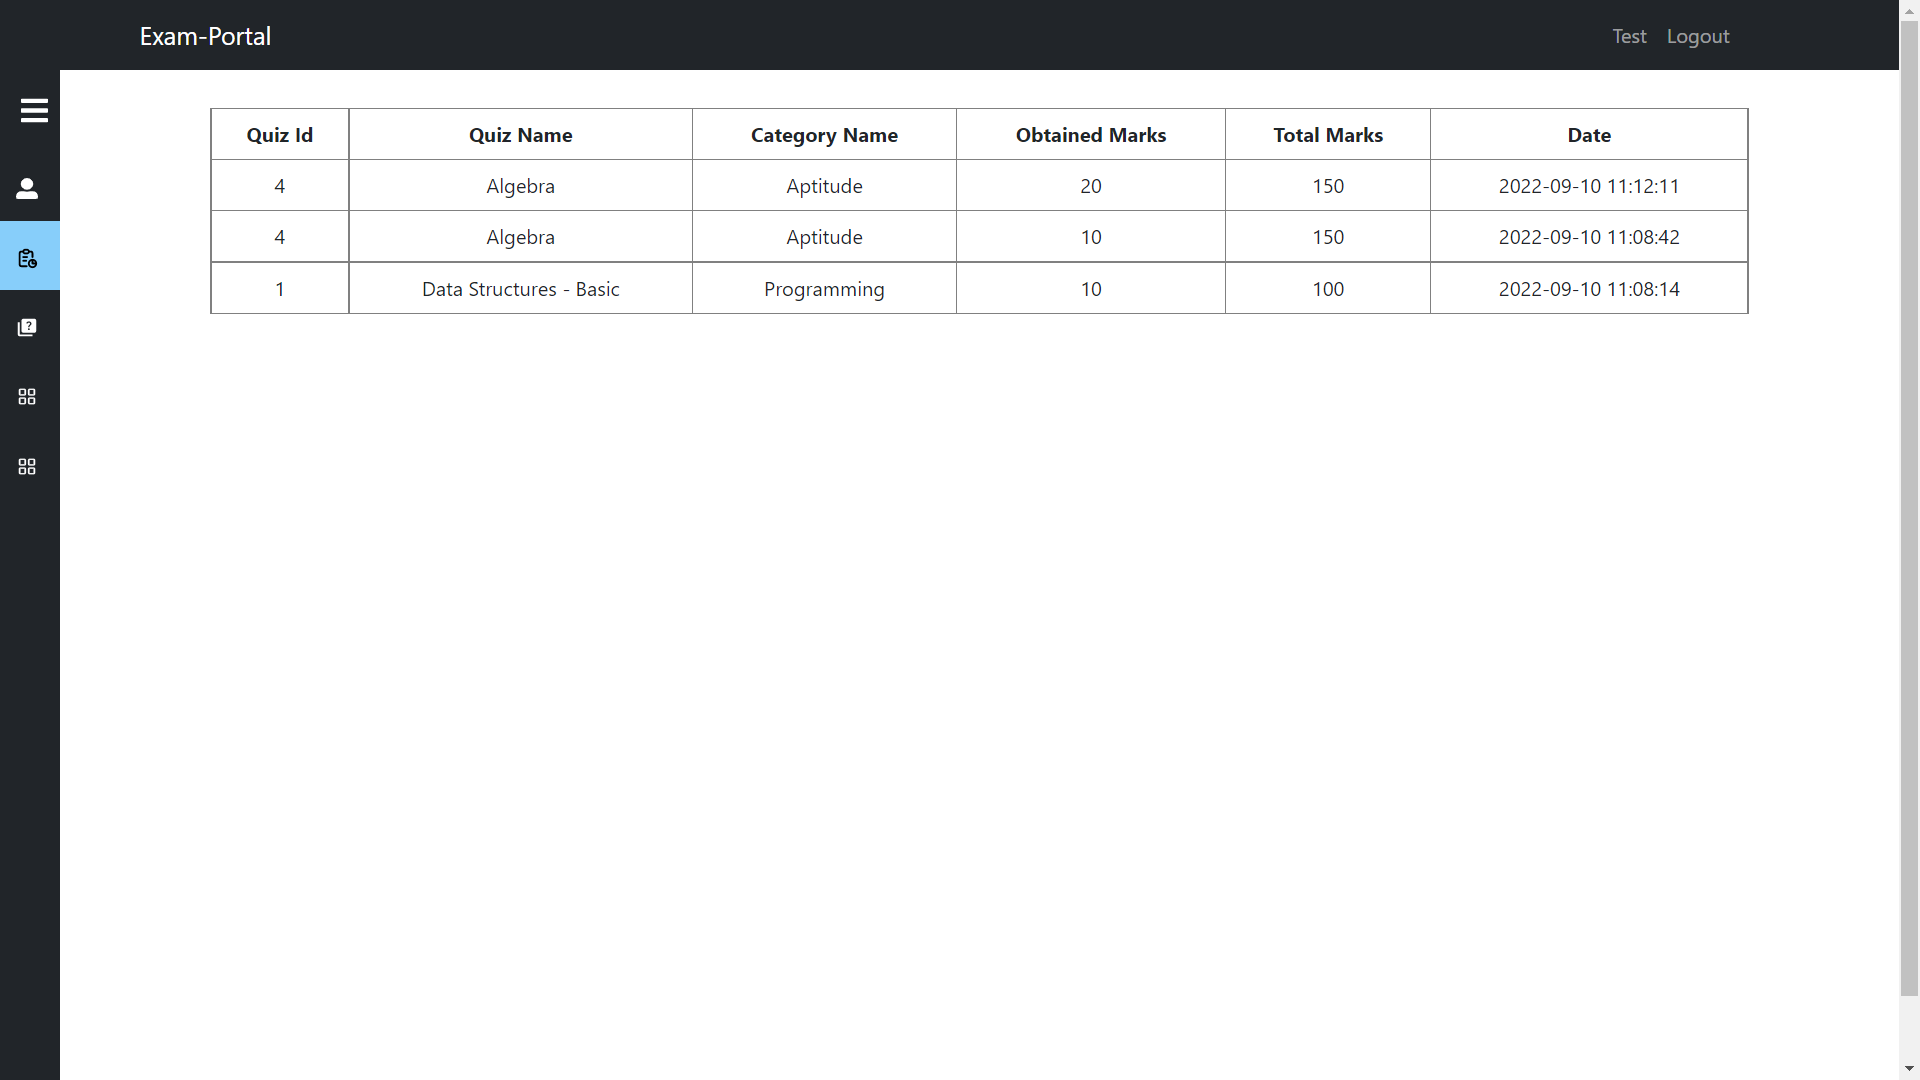 Exam-Portal Test Logout
Quiz Id Quiz Name Category Name Obtained Marks Total Marks Date
4 Algebra Aptitude 20 150 2022-09-10 11:12:11
4 Algebra Aptitude 10 150 2022-09-10 11:08:42
1 Data Structures - Basic Programming 10 100 2022-09-10 11:08:14